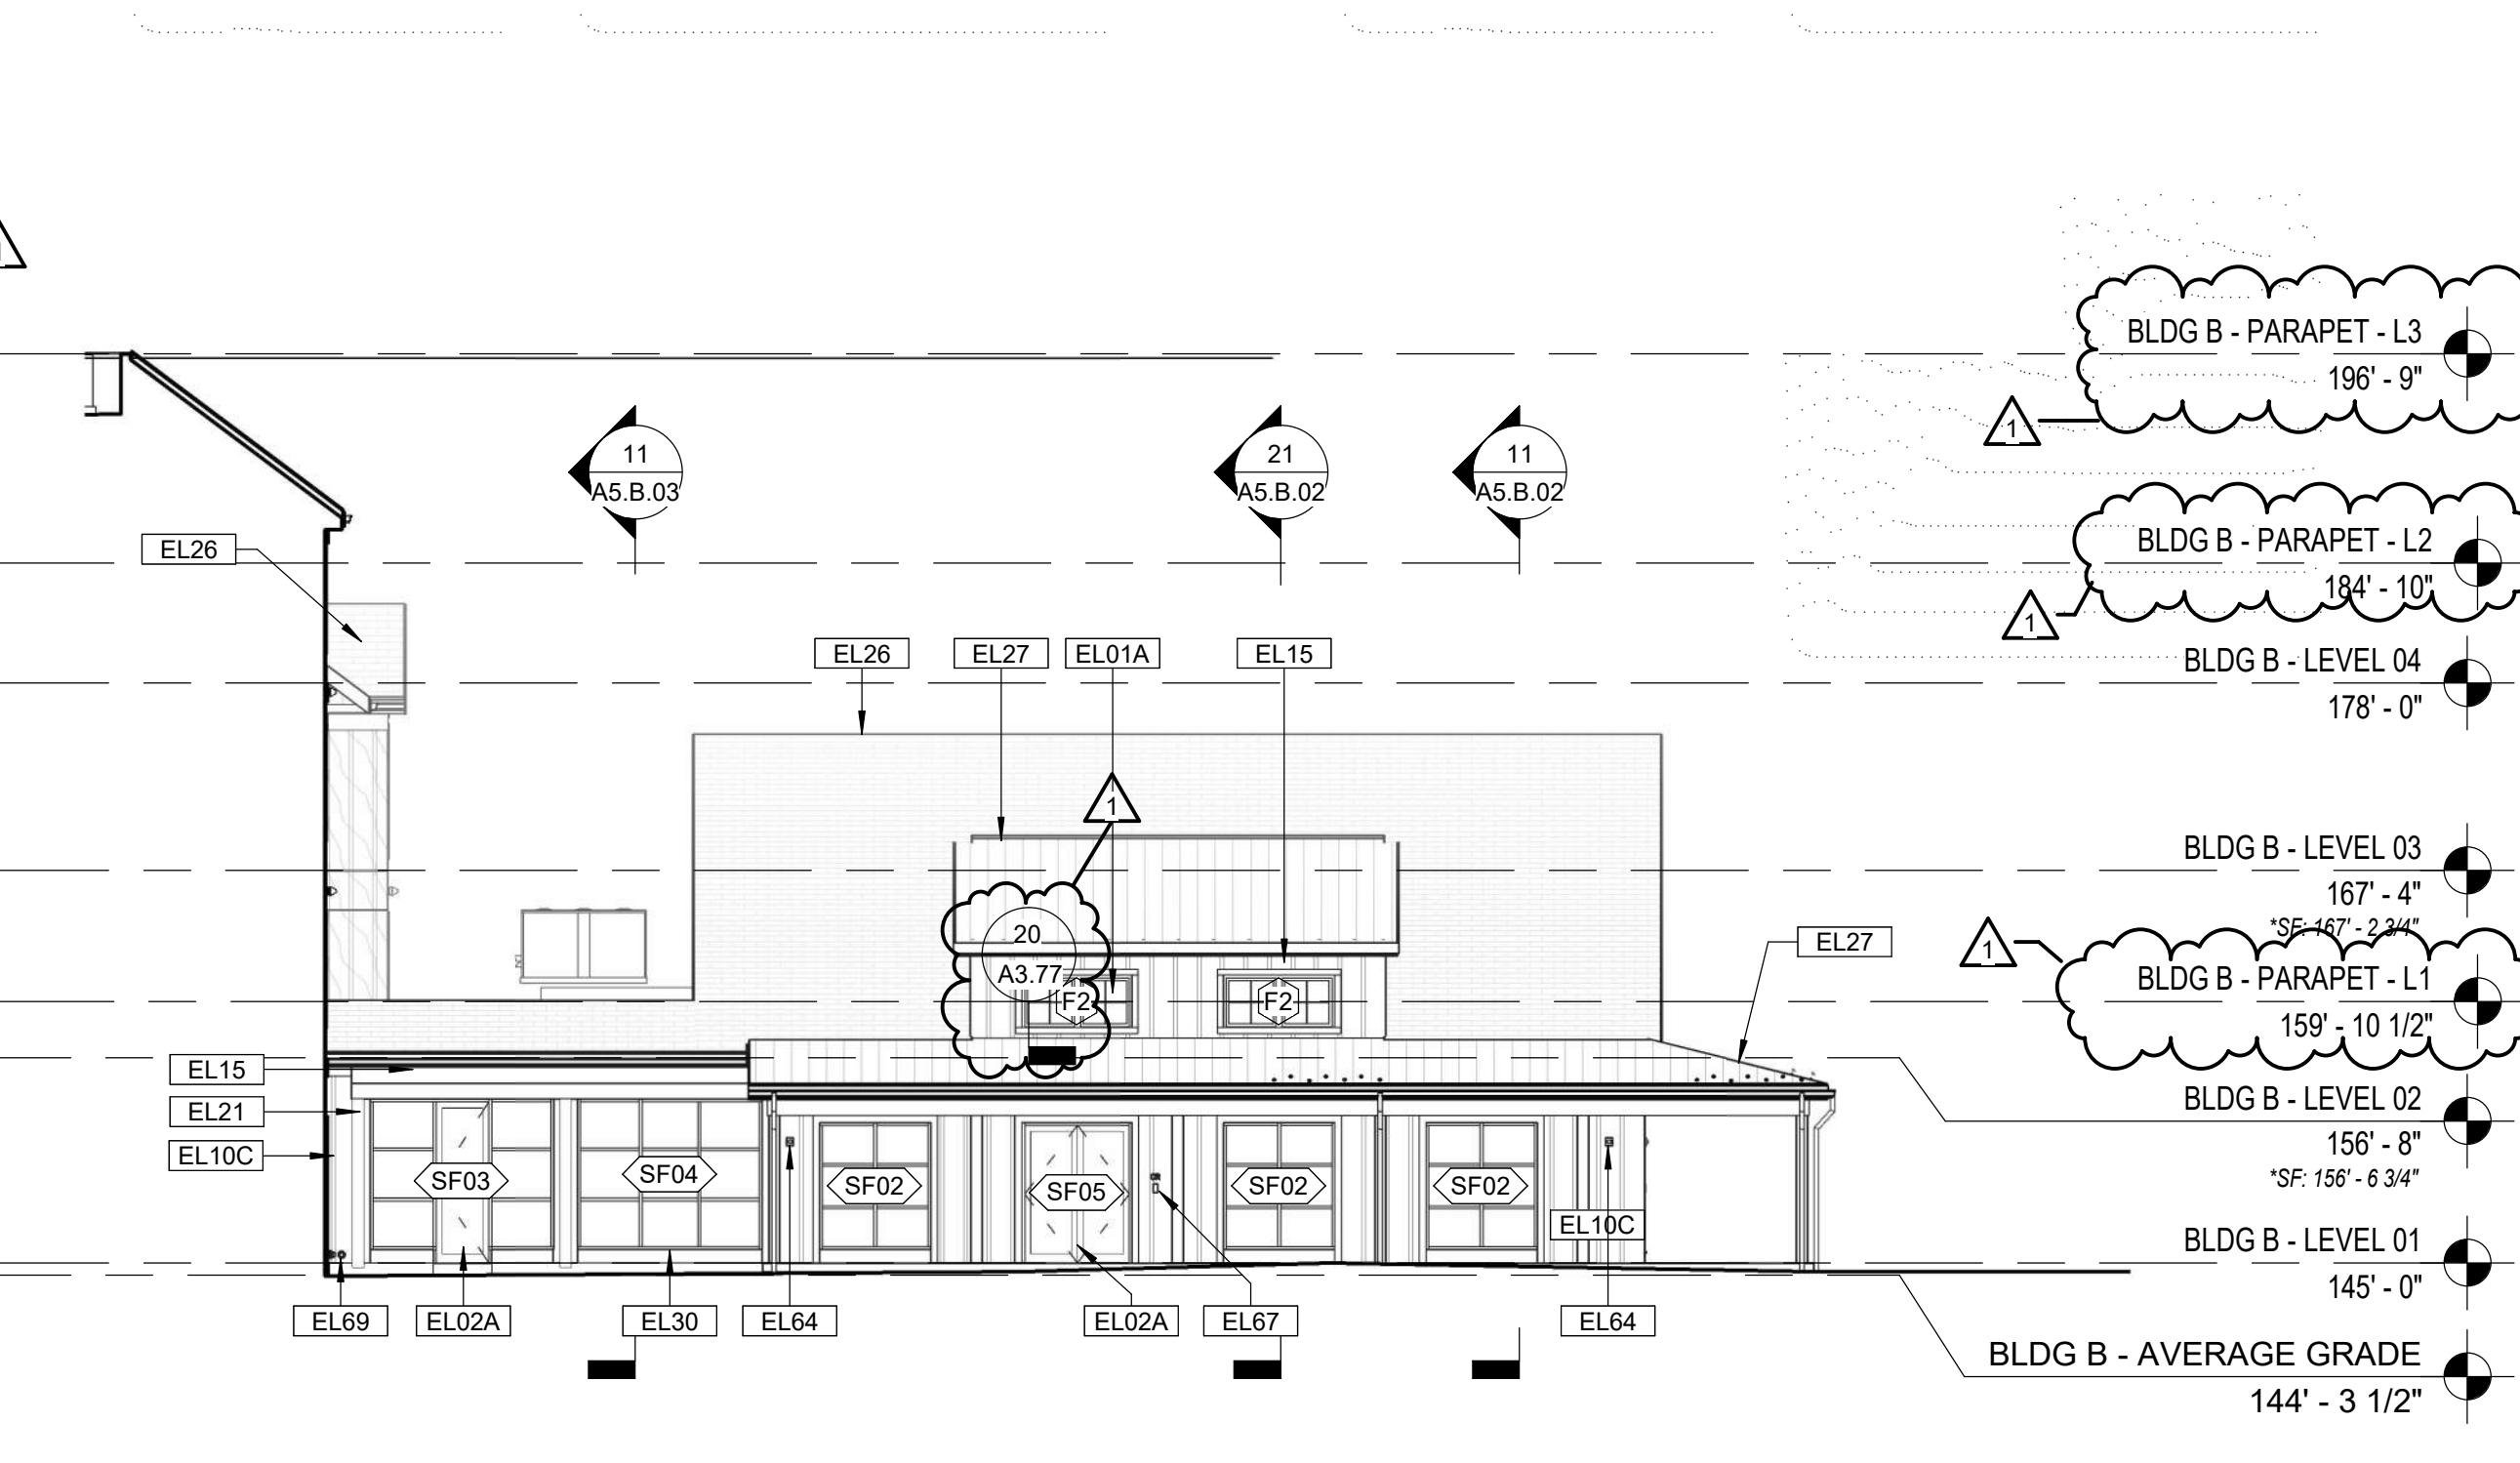 BLDG B - PARAPET - L3
196' - 9"
1
11
A5.B.03
21
A5.B.02
11
A5.B.02
EL26
BLDG B - PARAPET - L2
184' - 10"
1
EL26
EL27
EL01A
EL15
BLDG B - LEVEL 04
178' - 0"
1
BLDG B - LEVEL 03
167' - 4"
*SF: 167' - 2 3/4"
20
A3.77
EL27
1
F2
F2
BLDG B - PARAPET - L1
159' - 10 1/2"
EL15
EL21
EL10C
BLDG B - LEVEL 02
156' - 8"
*SF: 156' - 6 3/4"
SF03
SF04
SF02
SF05
SF02
SF02
EL10C
BLDG B - LEVEL 01
145' - 0"
EL69
EL02A
EL30
EL64
EL02A
EL67
EL64
BLDG B - AVERAGE GRADE
144' - 3 1/2"